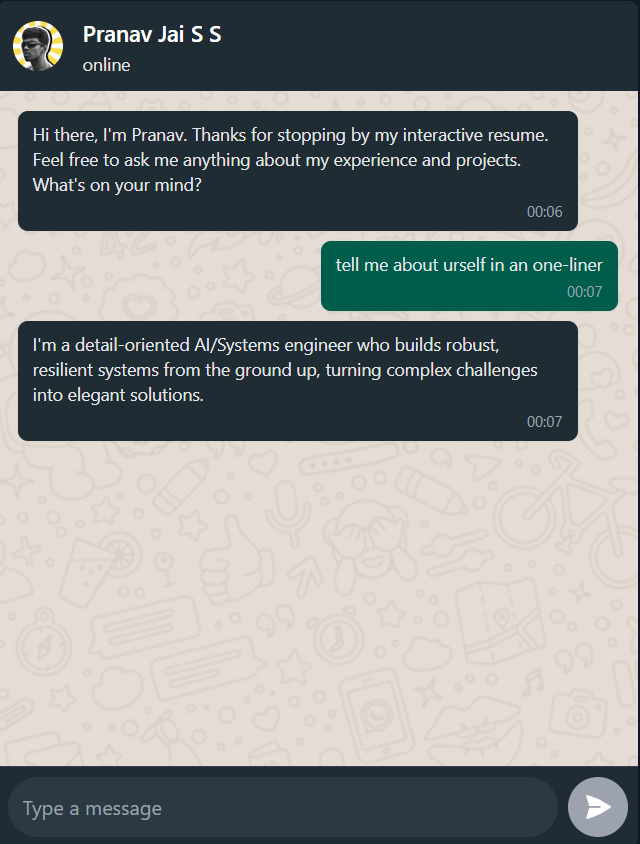 Pranav Jai S S
online
Hi there, I'm Pranav. Thanks for stopping by my interactive resume.
Feel free to ask me anything about my experience and projects.
What's on your mind?
00:06
tell me about urself in an one-liner
00:07
I'm a detail-oriented AI/Systems engineer who builds robust,
resilient systems from the ground up, turning complex challenges
into elegant solutions.
00:07
Type a message